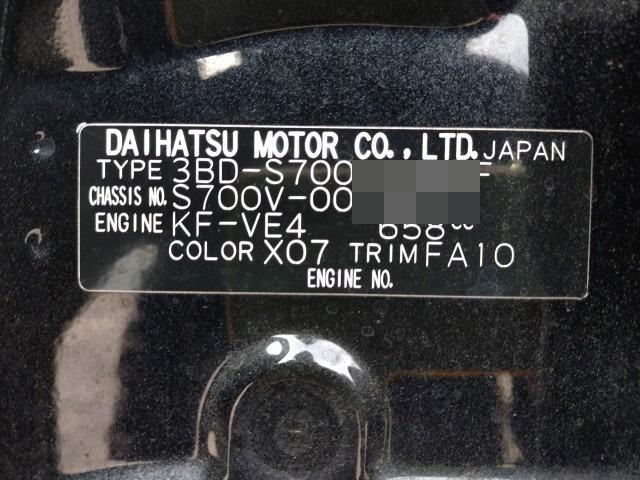 DAIHATSU MOTOR CO., LTD. JAPAN
TYPE 3BD-S700
CHASSIS NO. S700V-00
ENGINE KF-VE4 658cc
COLOR X07 TRIM FA10
ENGINE NO.